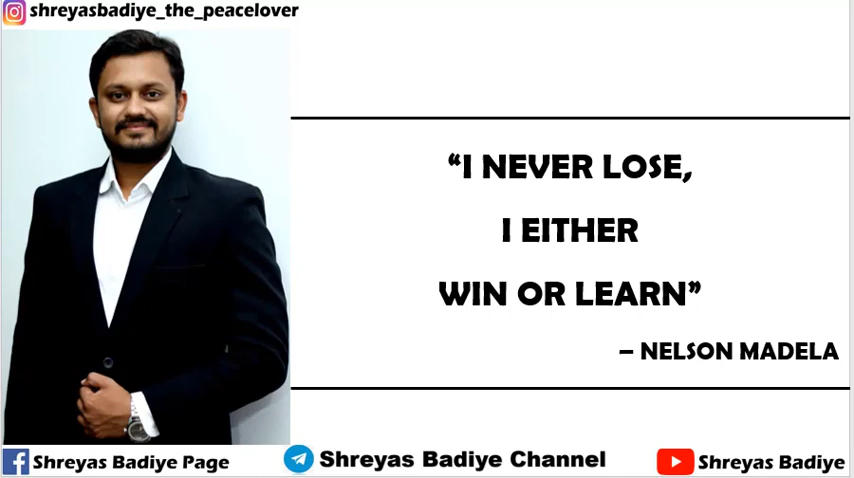 shreyasbadiye_the_peacelover
“I NEVER LOSE,
I EITHER
WIN OR LEARN”
– NELSON MADELA
Shreyas Badiye Page
Shreyas Badiye Channel
Shreyas Badiye